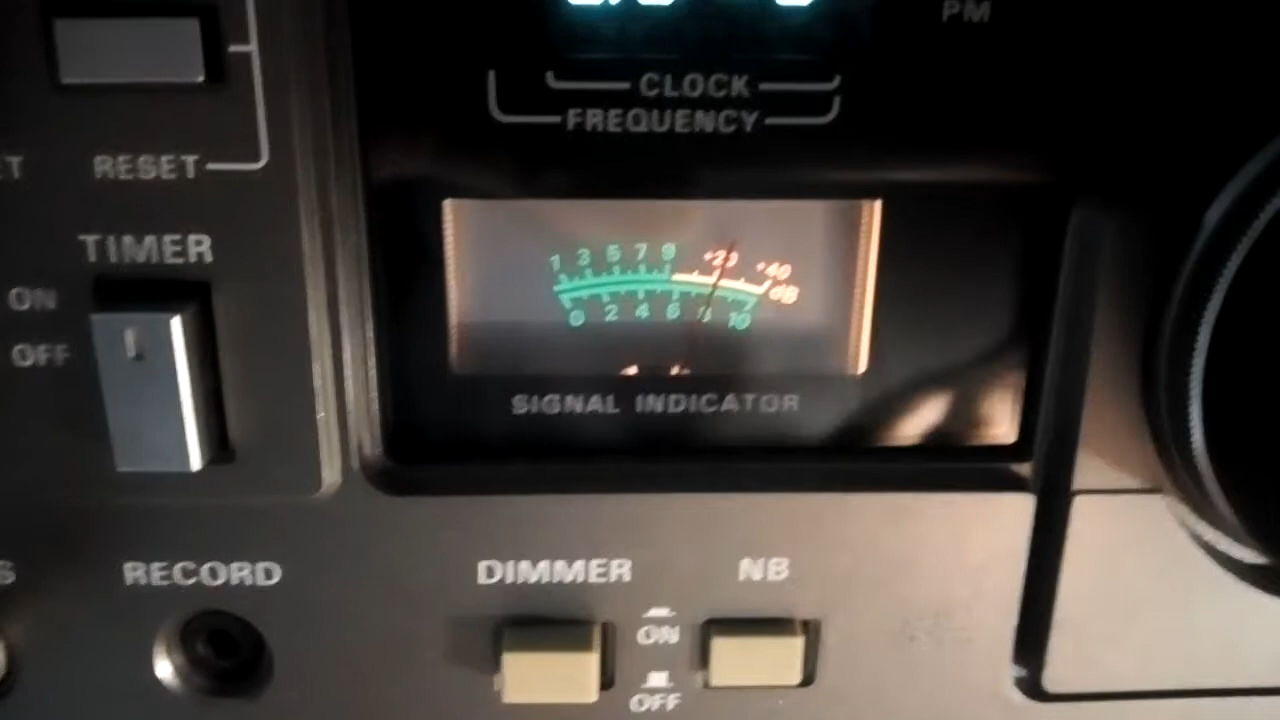 PM
CLOCK
FREQUENCY
RESET
TIMER
ON
OFF
1 3 5 7 9 +20 +40
dB
0 2 4 6 8 10
SIGNAL INDICATOR
RECORD
DIMMER
NB
ON
OFF